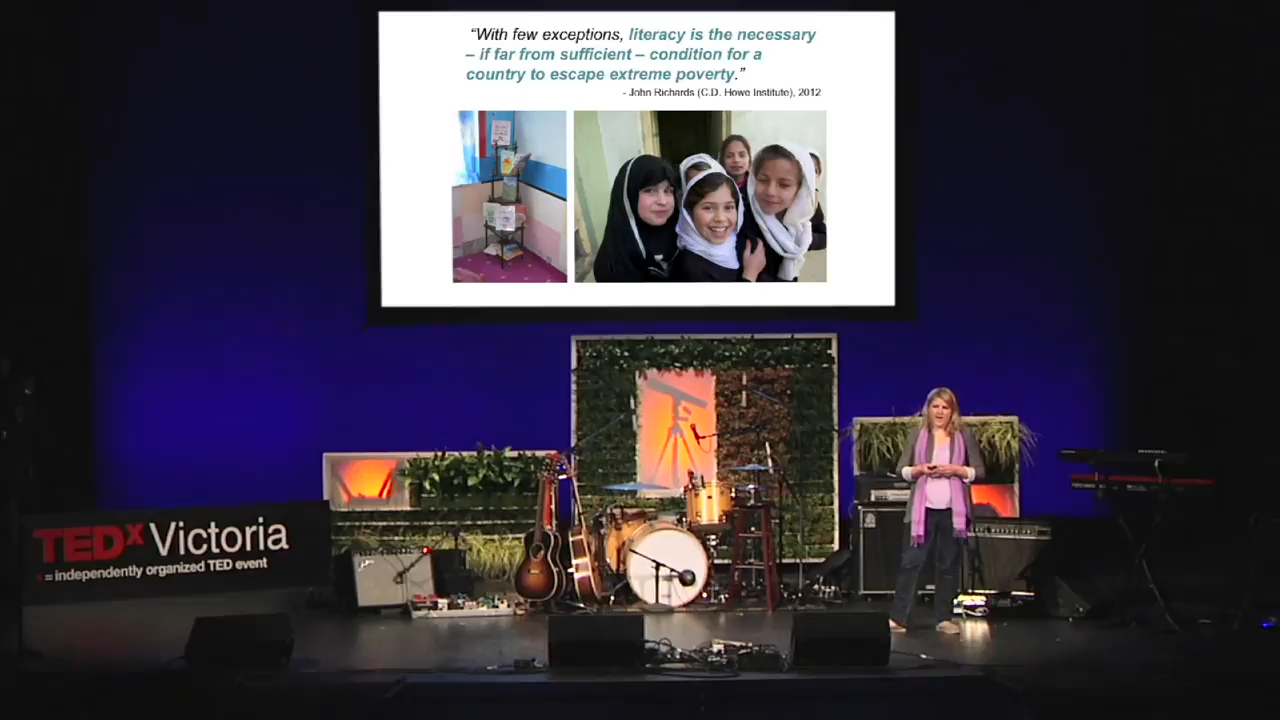 “With few exceptions, literacy is the necessary
– if far from sufficient – condition for a
country to escape extreme poverty.”
- John Richards (C.D. Howe Institute), 2012
TEDx Victoria
x = independently organized TED event
Fender